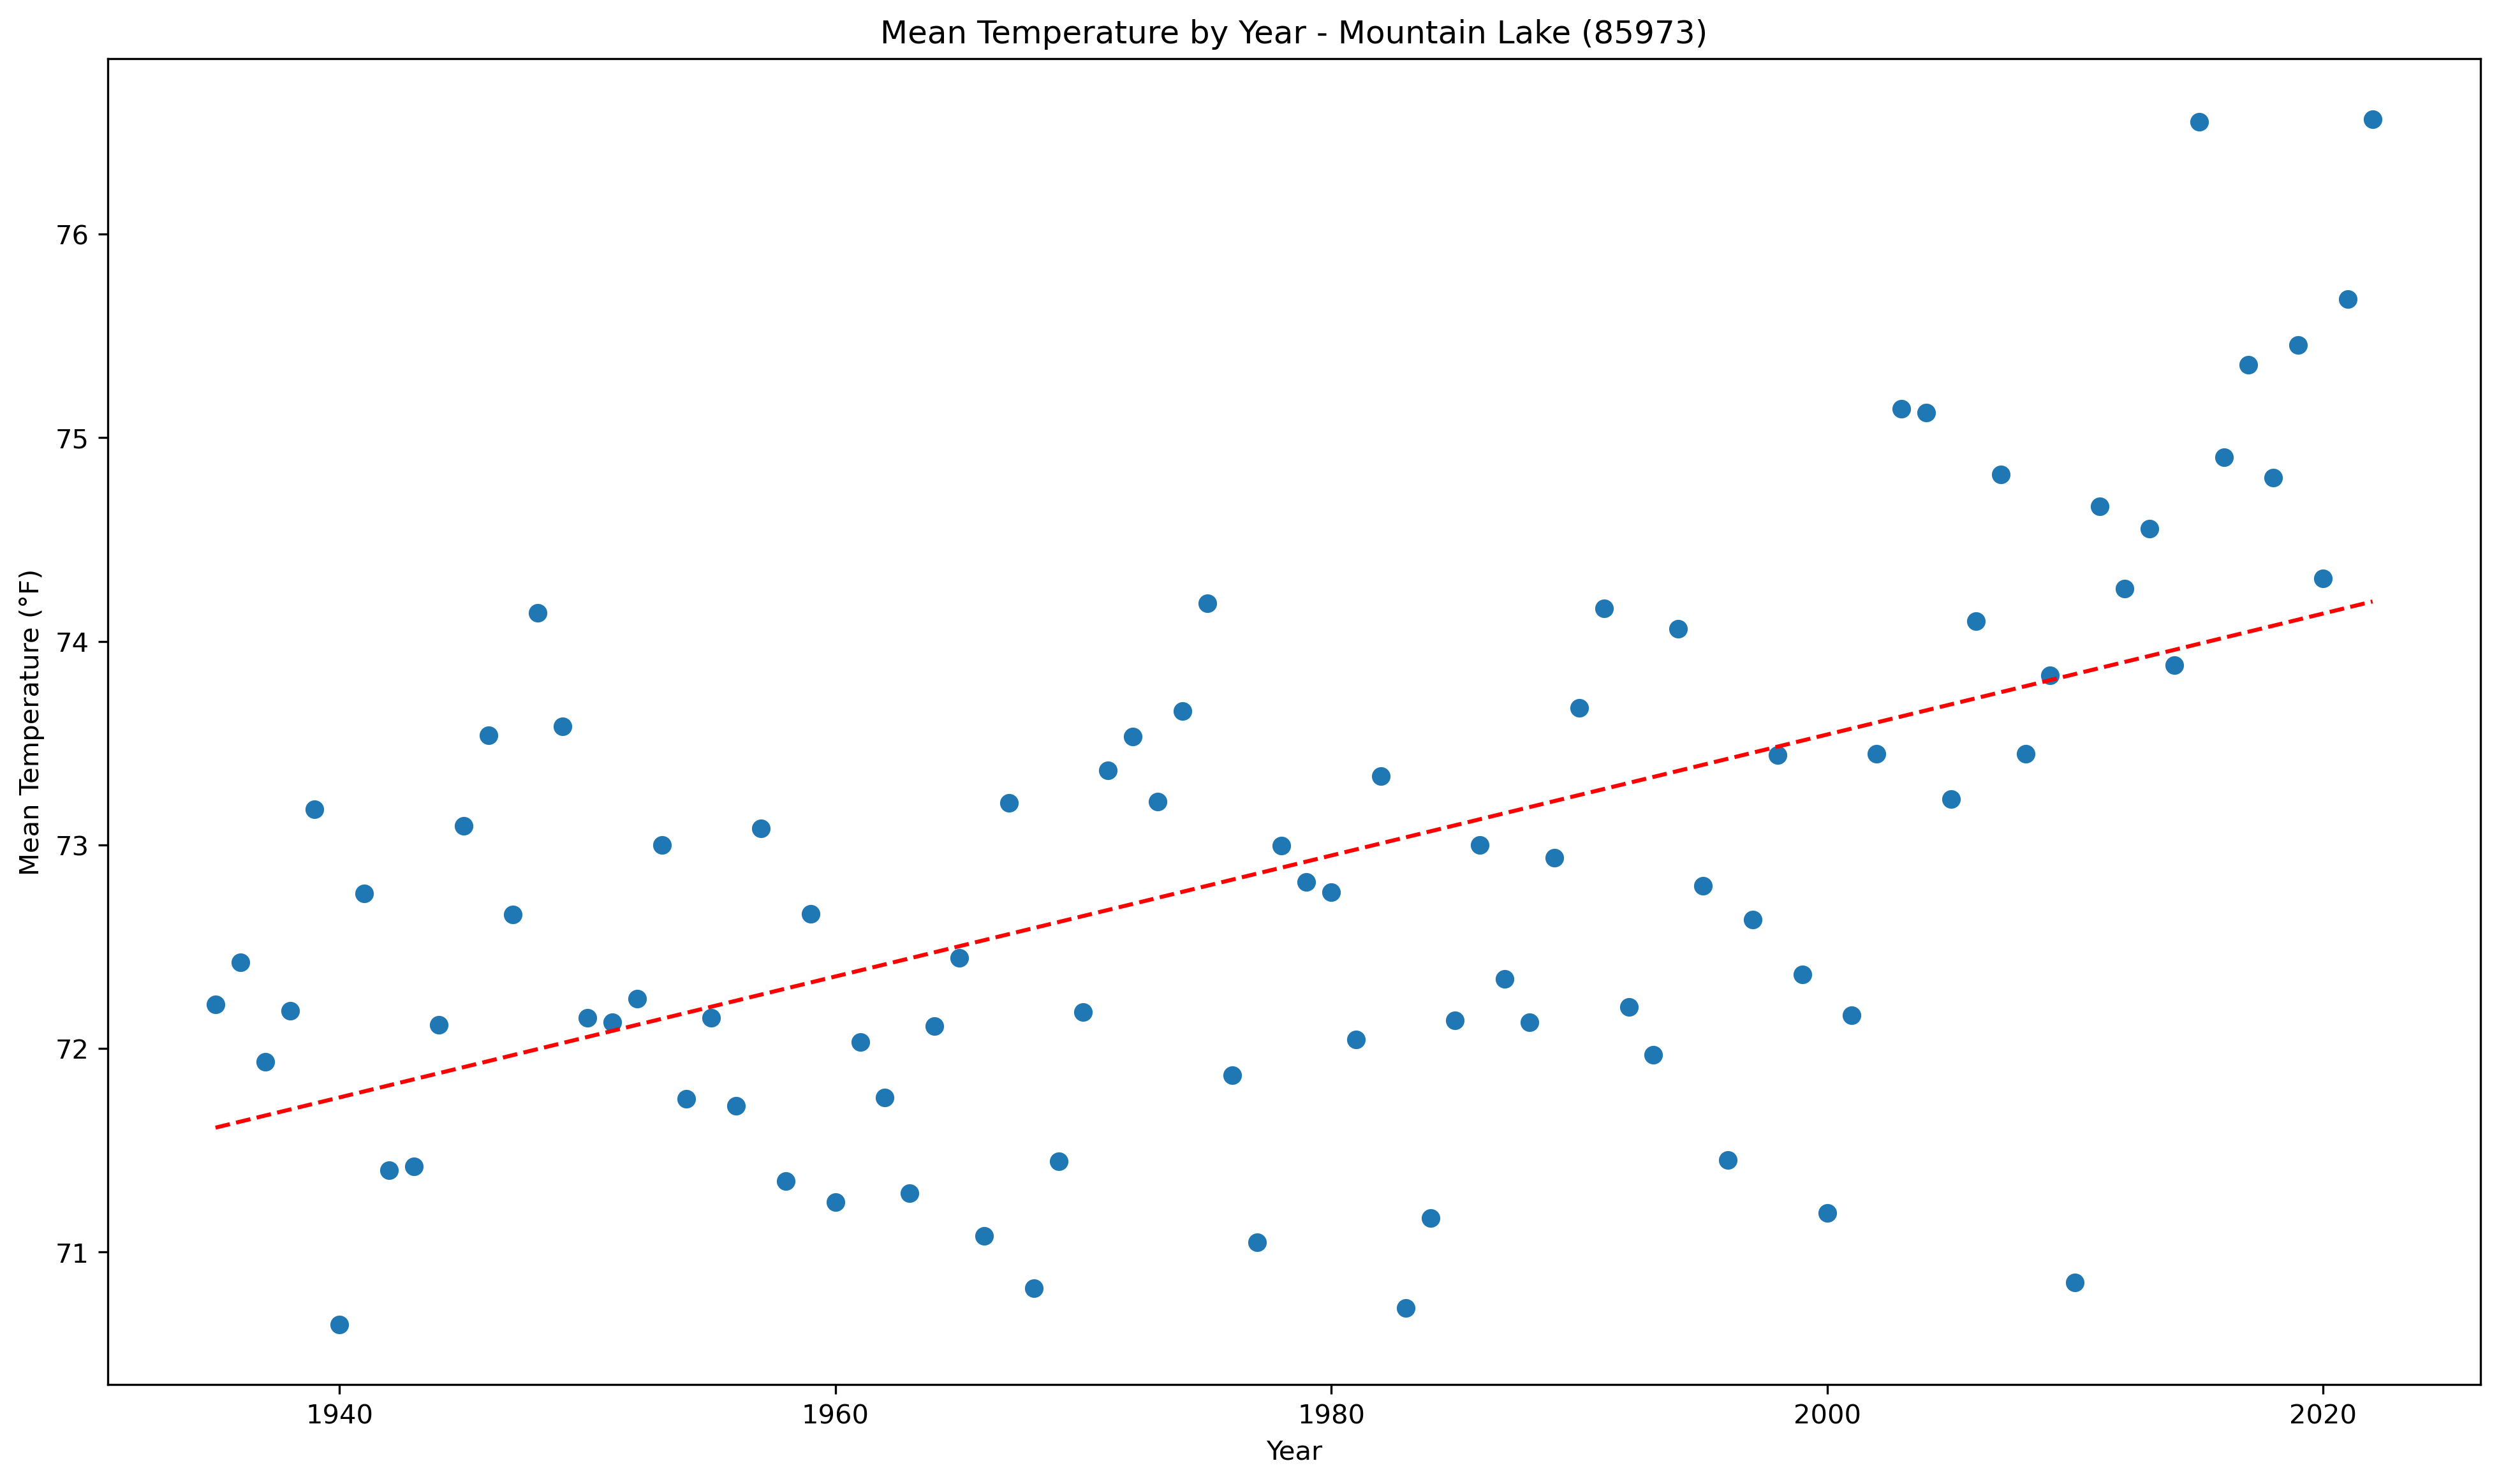 Mean Temperature by Year - Mountain Lake (85973)
Mean Temperature (°F)
76
75
74
73
72
71
1940 1960 1980 2000 2020
Year